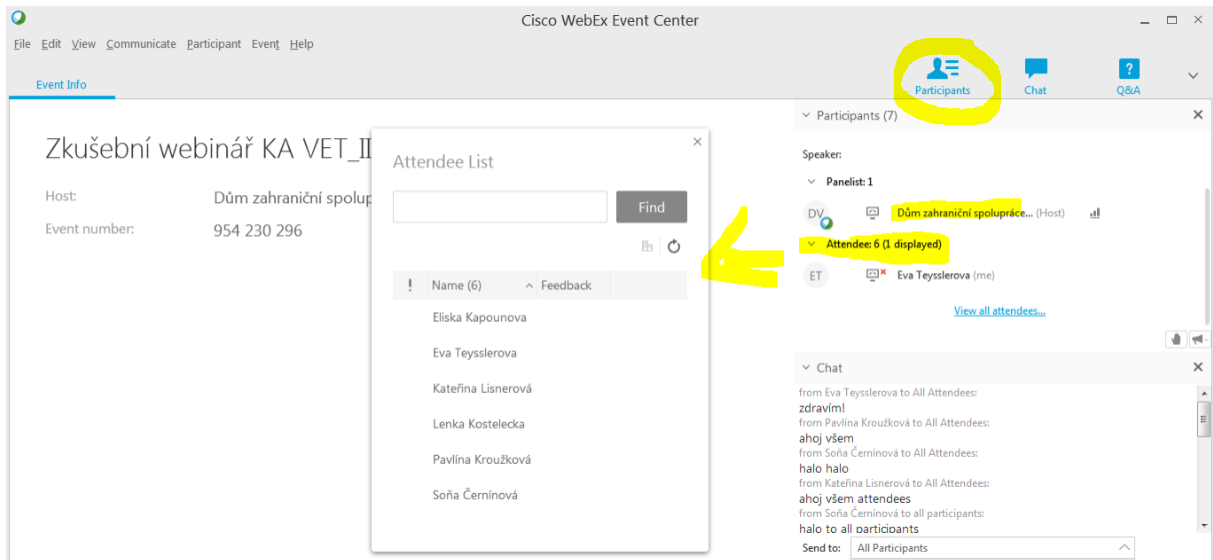 Cisco WebEx Event Center
File Edit View Communicate Participant Event Help
Event Info
Participants
Chat
?
Q&A
Zkušební webinář KA VET_II
Host: Dům zahraniční spolup
Event number: 954 230 296
Attendee List
Find
! Name (6) Feedback
Eliska Kapounova
Eva Teysslerova
Kateřina Lisnerová
Lenka Kostelecka
Pavlína Kroužková
Soňa Černínová
Participants (7)
Speaker:
Panelist: 1
DV Dům zahraniční spolupráce... (Host)
Attendee: 6 (1 displayed)
ET Eva Teysslerova (me)
View all attendees...
Chat
from Eva Teysslerova to All Attendees:
zdravím!
from Pavlína Kroužková to All Attendees:
ahoj všem
from Soňa Černínová to All Attendees:
halo halo
from Kateřina Lisnerová to All Attendees:
ahoj všem attendees
from Soňa Černínová to all participants:
halo to all participants
Send to: All Participants